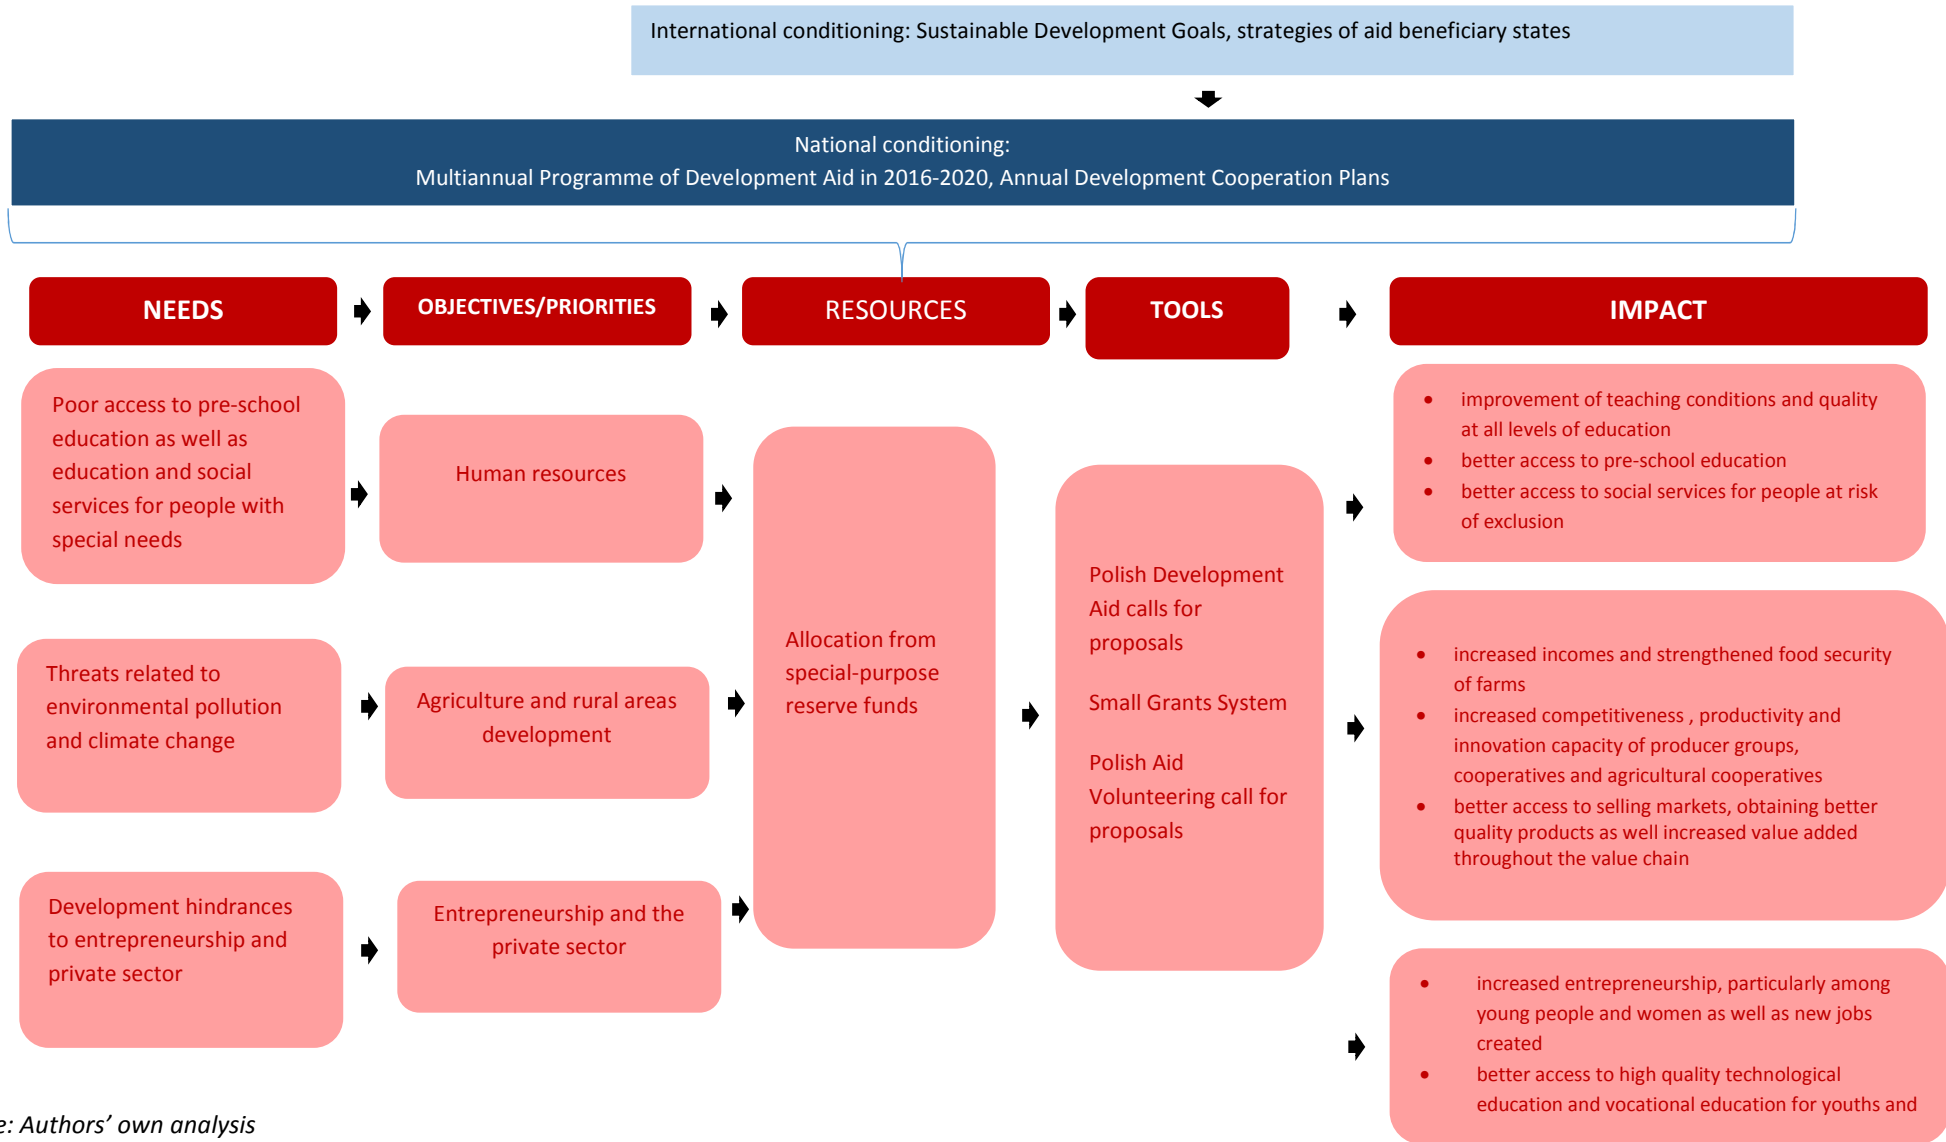 International conditioning: Sustainable Development Goals, strategies of aid beneficiary states
National conditioning:
Multiannual Programme of Development Aid in 2016-2020, Annual Development Cooperation Plans
NEEDS
OBJECTIVES/PRIORITIES
RESOURCES
TOOLS
IMPACT
Poor access to pre-school
education as well as
education and social
services for people with
special needs
Human resources
Threats related to
environmental pollution
and climate change
Agriculture and rural areas
development
Development hindrances
to entrepreneurship and
private sector
Entrepreneurship and the
private sector
Allocation from
special-purpose
reserve funds
Polish Development
Aid calls for
proposals
Small Grants System
Polish Aid
Volunteering call for
proposals
• improvement of teaching conditions and quality
at all levels of education
• better access to pre-school education
• better access to social services for people at risk
of exclusion
• increased incomes and strengthened food security
of farms
• increased competitiveness , productivity and
innovation capacity of producer groups,
cooperatives and agricultural cooperatives
• better access to selling markets, obtaining better
quality products as well increased value added
throughout the value chain
• increased entrepreneurship, particularly among
young people and women as well as new jobs
created
• better access to high quality technological
education and vocational education for youths and
e: Authors’ own analysis